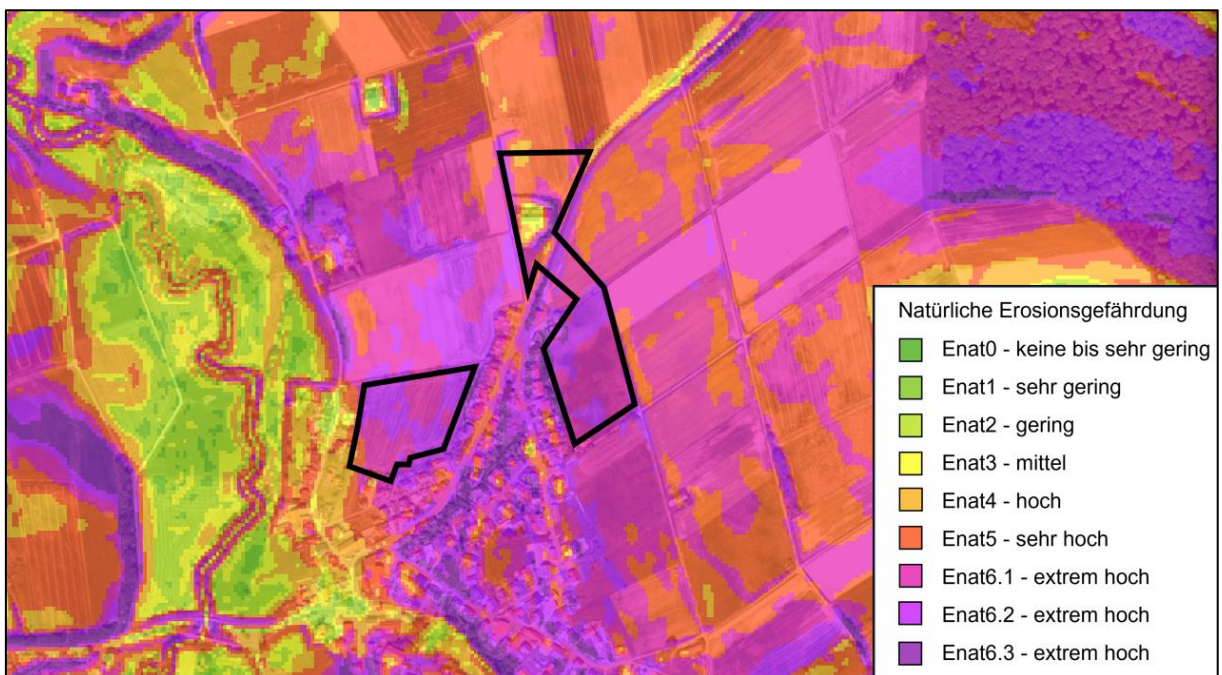 Natürliche Erosionsgefährdung
Enat0 - keine bis sehr gering
Enat1 - sehr gering
Enat2 - gering
Enat3 - mittel
Enat4 - hoch
Enat5 - sehr hoch
Enat6.1 - extrem hoch
Enat6.2 - extrem hoch
Enat6.3 - extrem hoch